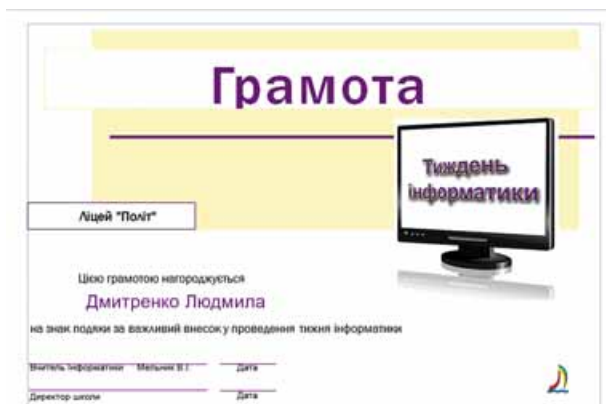 Грамота
Тиждень
інформатики
Ліцей "Політ"
Цією грамотою нагороджується
Дмитренко Людмила
на знак подяки за важливий внесок у проведення тижня інформатики
Вчитель інформатики Мельник В.І. Дата
Директор школи Дата